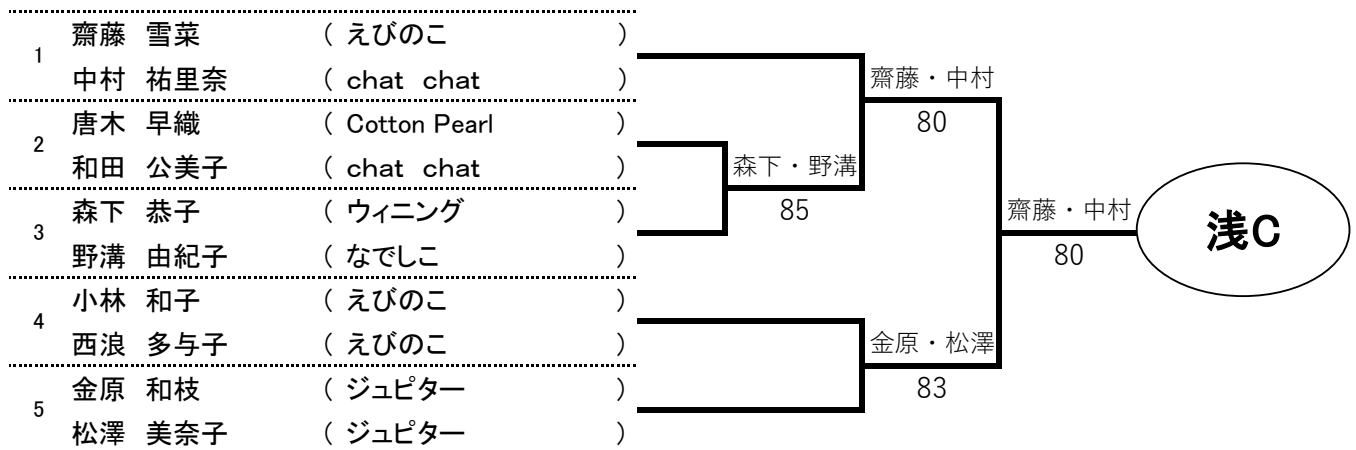 1
齋藤 雪菜 ( えびのこ )
中村 祐里奈 ( chat chat )
2
唐木 早織 ( Cotton Pearl )
和田 公美子 ( chat chat )
3
森下 恭子 ( ウィニング )
野溝 由紀子 ( なでしこ )
4
小林 和子 ( えびのこ )
西浪 多与子 ( えびのこ )
5
金原 和枝 ( ジュピター )
松澤 美奈子 ( ジュピター )
森下・野溝
85
齋藤・中村
80
金原・松澤
83
齋藤・中村
80
浅C